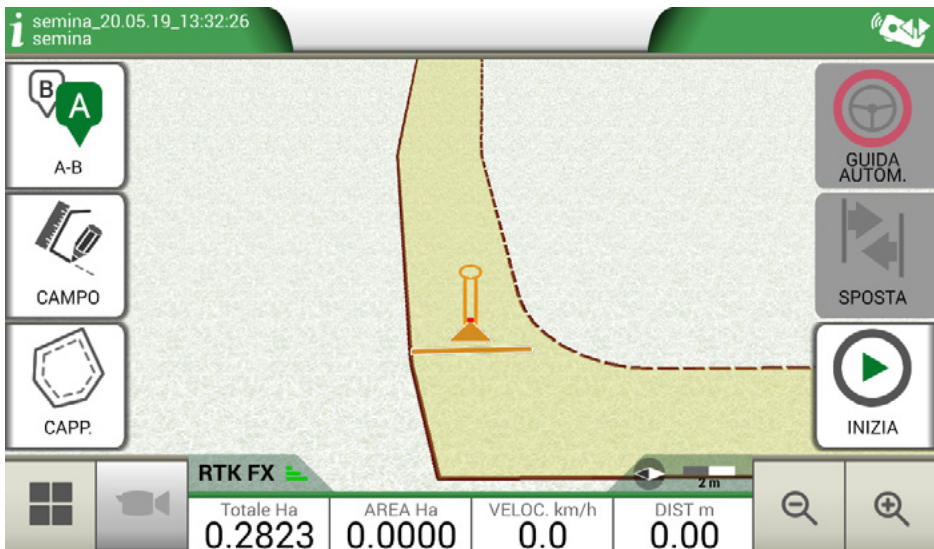 semina_20.05.19_13:32:26
semina
B
A
A-B
GUIDA
AUTOM.
CAMPO
SPOSTA
CAPP.
INIZIA
RTK FX
2 m
Totale Ha
0.2823
AREA Ha
0.0000
VELOC. km/h
0.0
DIST m
0.00